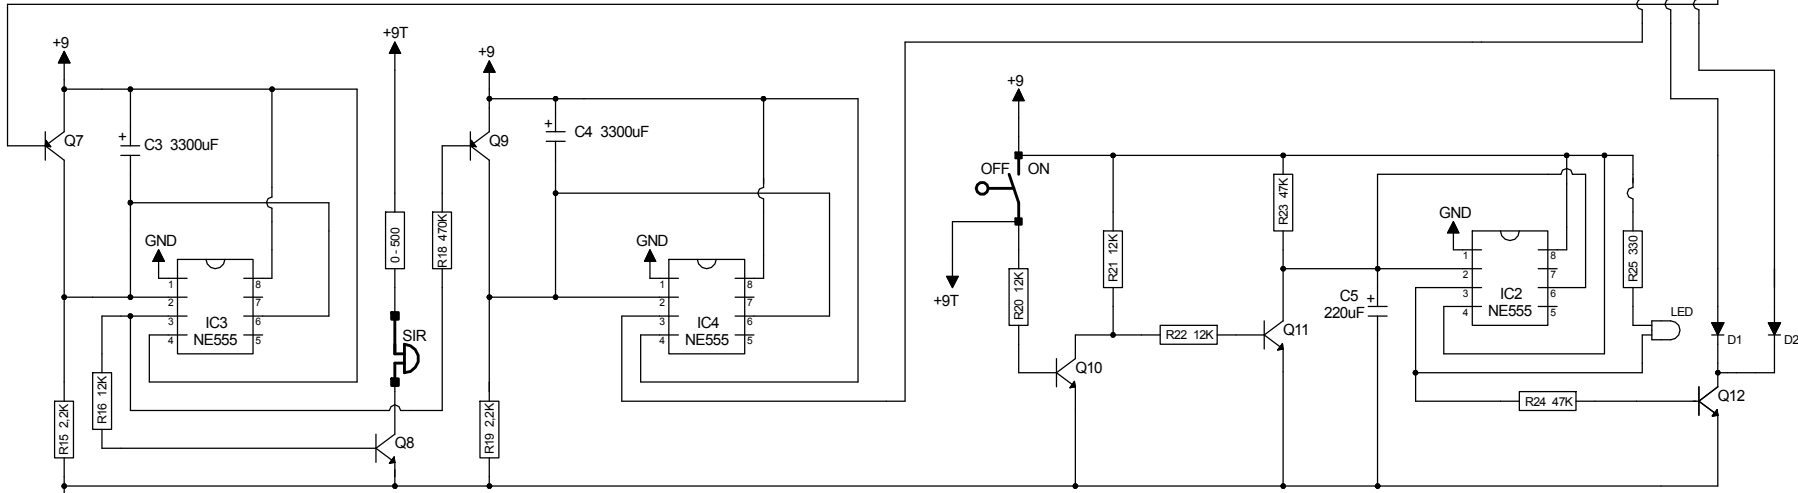 +9
+9T
+9
+9
Q7
+
C3 3300uF
Q9
+
C4 3300uF
OFF
ON
R23 47K
GND
0 - 500
R18 470K
GND
R21 12K
GND
R25 330
1
2
3
4
8
7
6
5
IC3
NE555
1
2
3
4
8
7
6
5
IC4
NE555
+9T
R20 12K
C5
220uF
+
1
2
3
4
8
7
6
5
IC2
NE555
LED
SIR
R22 12K
Q11
D1
D2
Q10
R16 12K
R15 2,2K
R19 2,2K
R24 47K
Q12
Q8